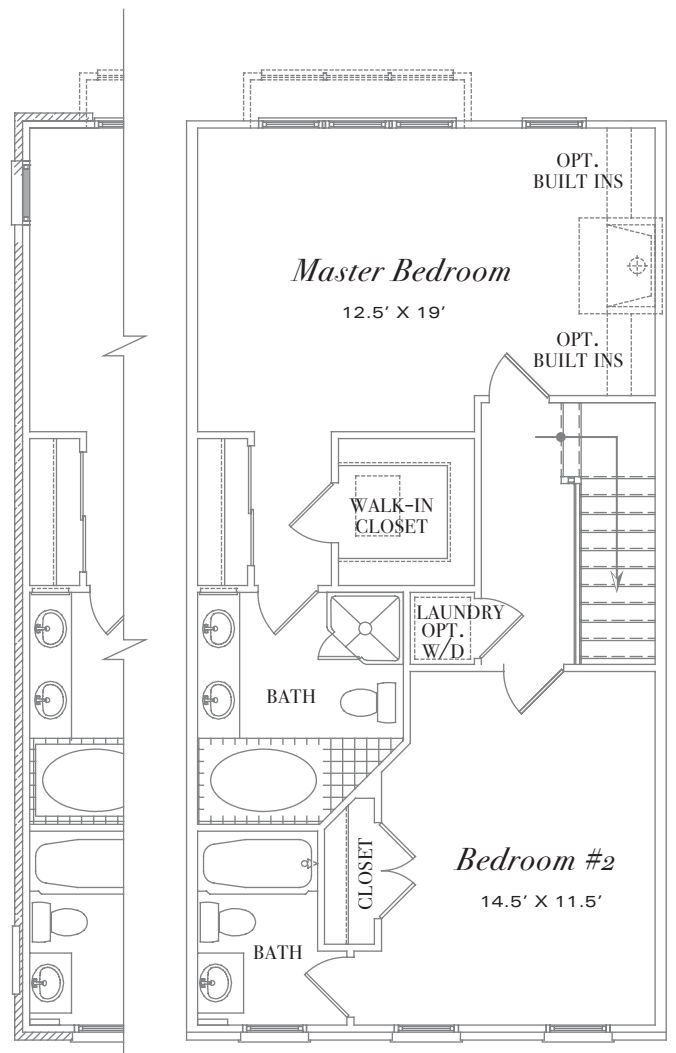 OPT.
BUILT INS
Master Bedroom
12.5' X 19'
OPT.
BUILT INS
WALK-IN
CLOSET
LAUNDRY
OPT.
W/D
BATH
CLOSET
Bedroom #2
14.5' X 11.5'
BATH